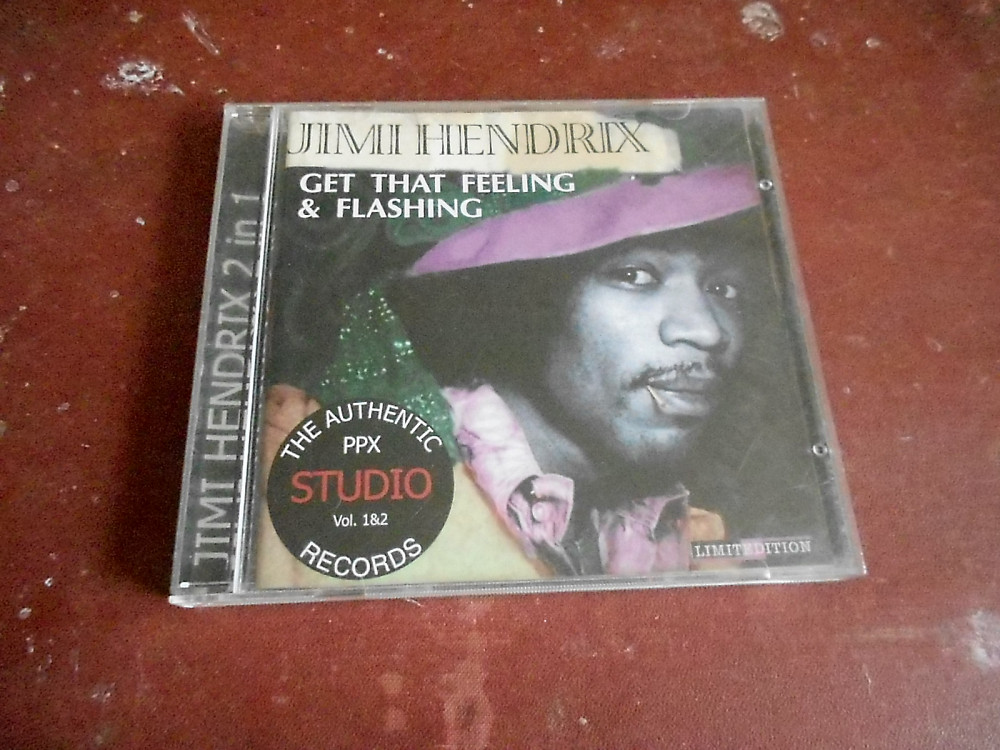 JIMI HENDRIX
GET THAT FEELING
& FLASHING
JIMI HENDRIX 2 in 1
THE AUTHENTIC
PPX
STUDIO
Vol. 1&2
RECORDS
LIMITEDITION